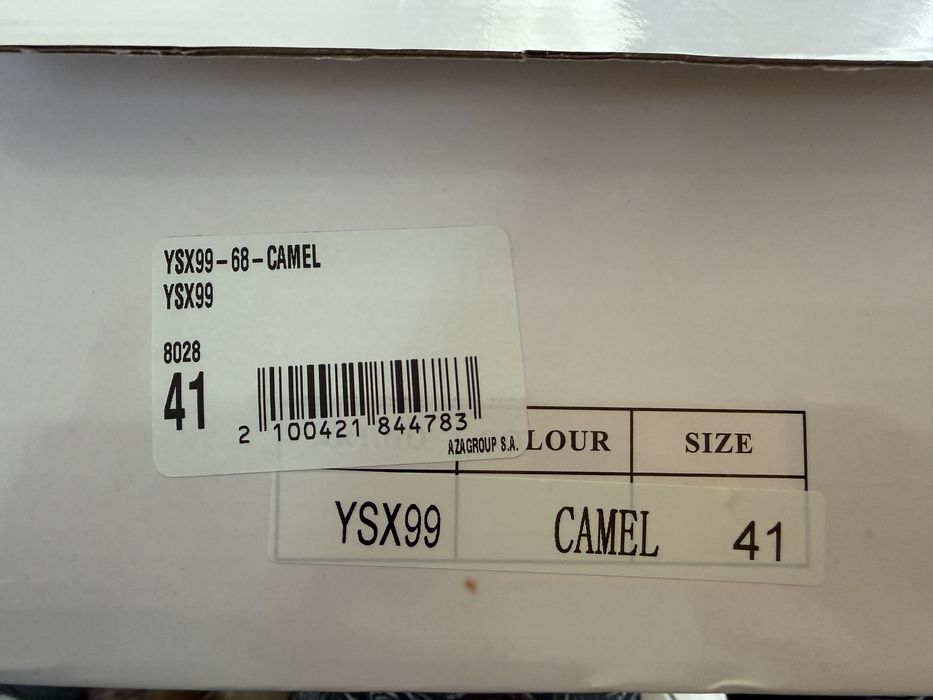 YSX99-68-CAMEL
YSX99
8028
41
2 100421 844783
AZAGROUP S.A.
LOUR SIZE
YSX99 CAMEL 41